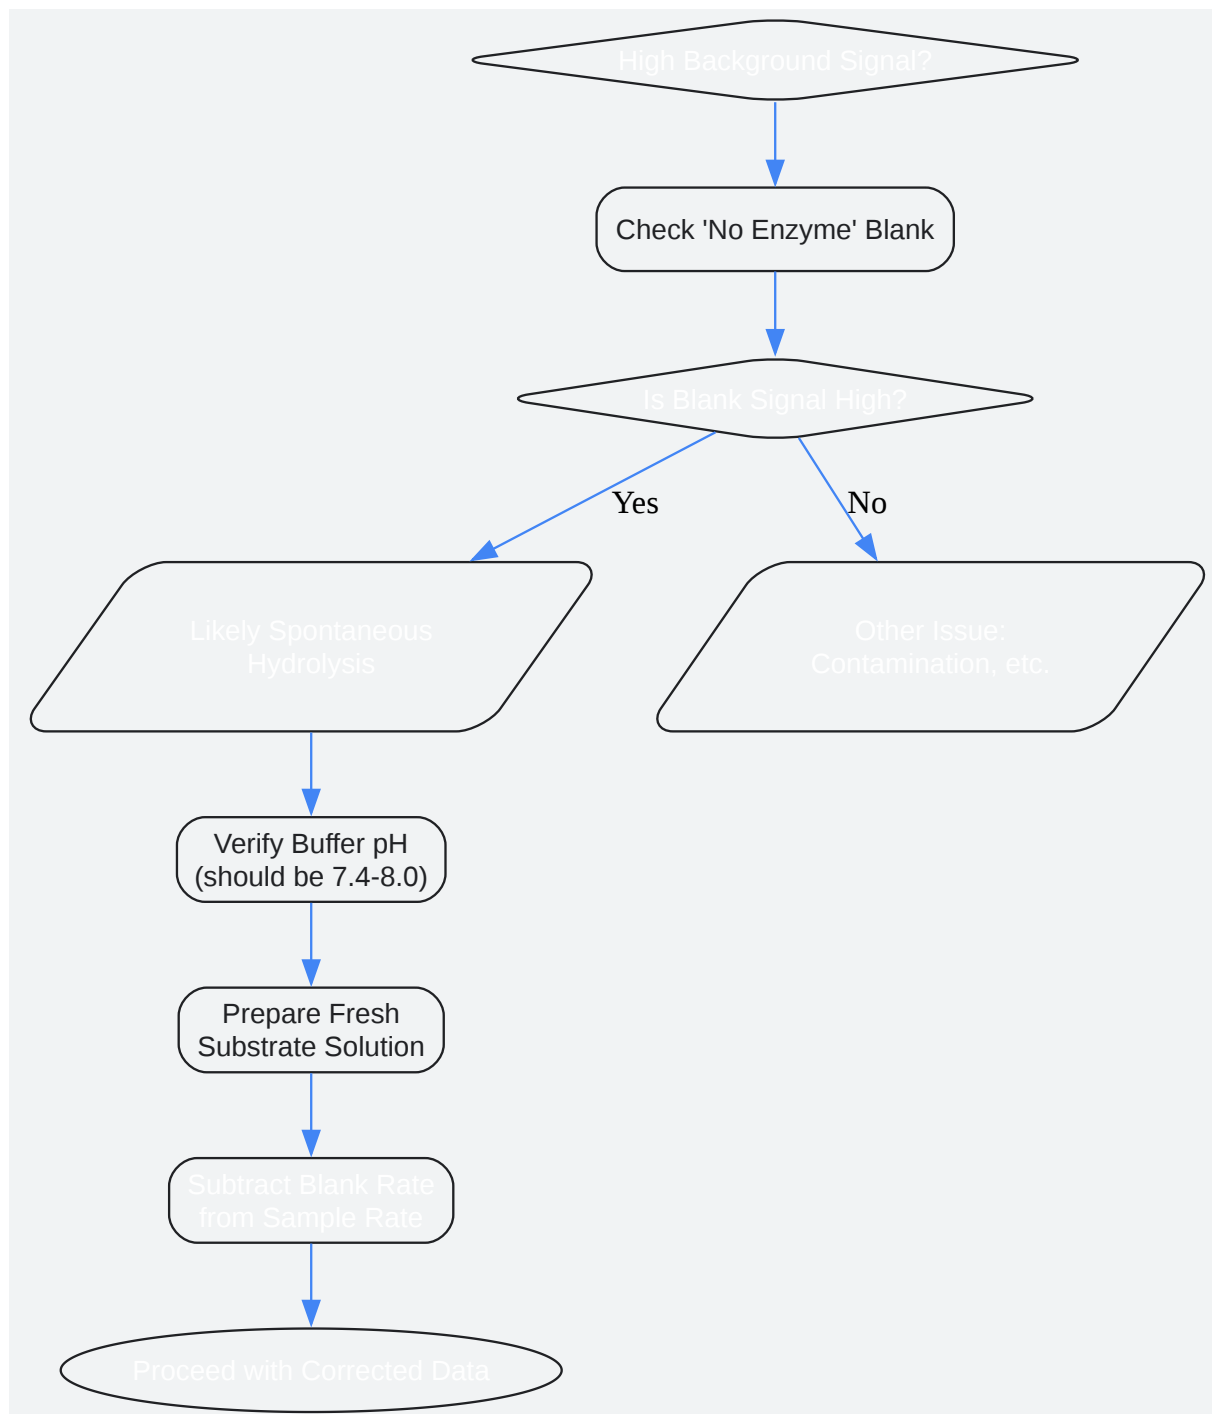 High Background Signal?
Check 'No Enzyme' Blank
Is Blank Signal High?
Yes
No
Likely Spontaneous
Hydrolysis
Other Issue:
Contamination, etc.
Verify Buffer pH
(should be 7.4-8.0)
Prepare Fresh
Substrate Solution
Subtract Blank Rate
from Sample Rate
Proceed with Corrected Data